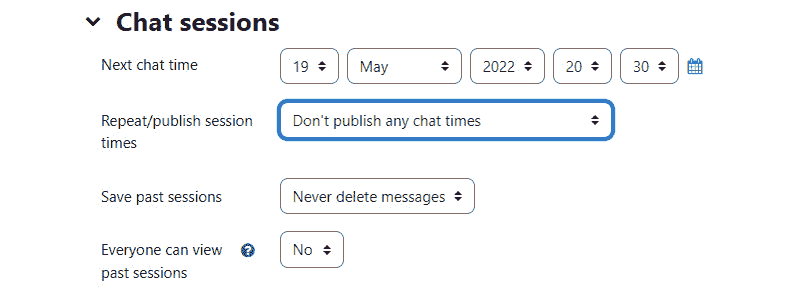 Chat sessions
Next chat time 19 May 2022 20 30
Repeat/publish session Don't publish any chat times
times
Save past sessions Never delete messages
Everyone can view No
past sessions